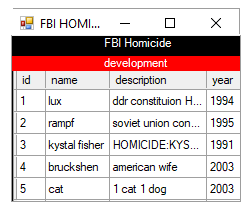 FBI HOMI...
FBI Homicide
development
id name description year
1 lux ddr constituion H... 1994
2 rampf soviet union con... 1995
3 kystal fisher HOMICIDE:KYS... 1991
4 bruckshen american wife 2003
5 cat 1 cat 1 dog 2003